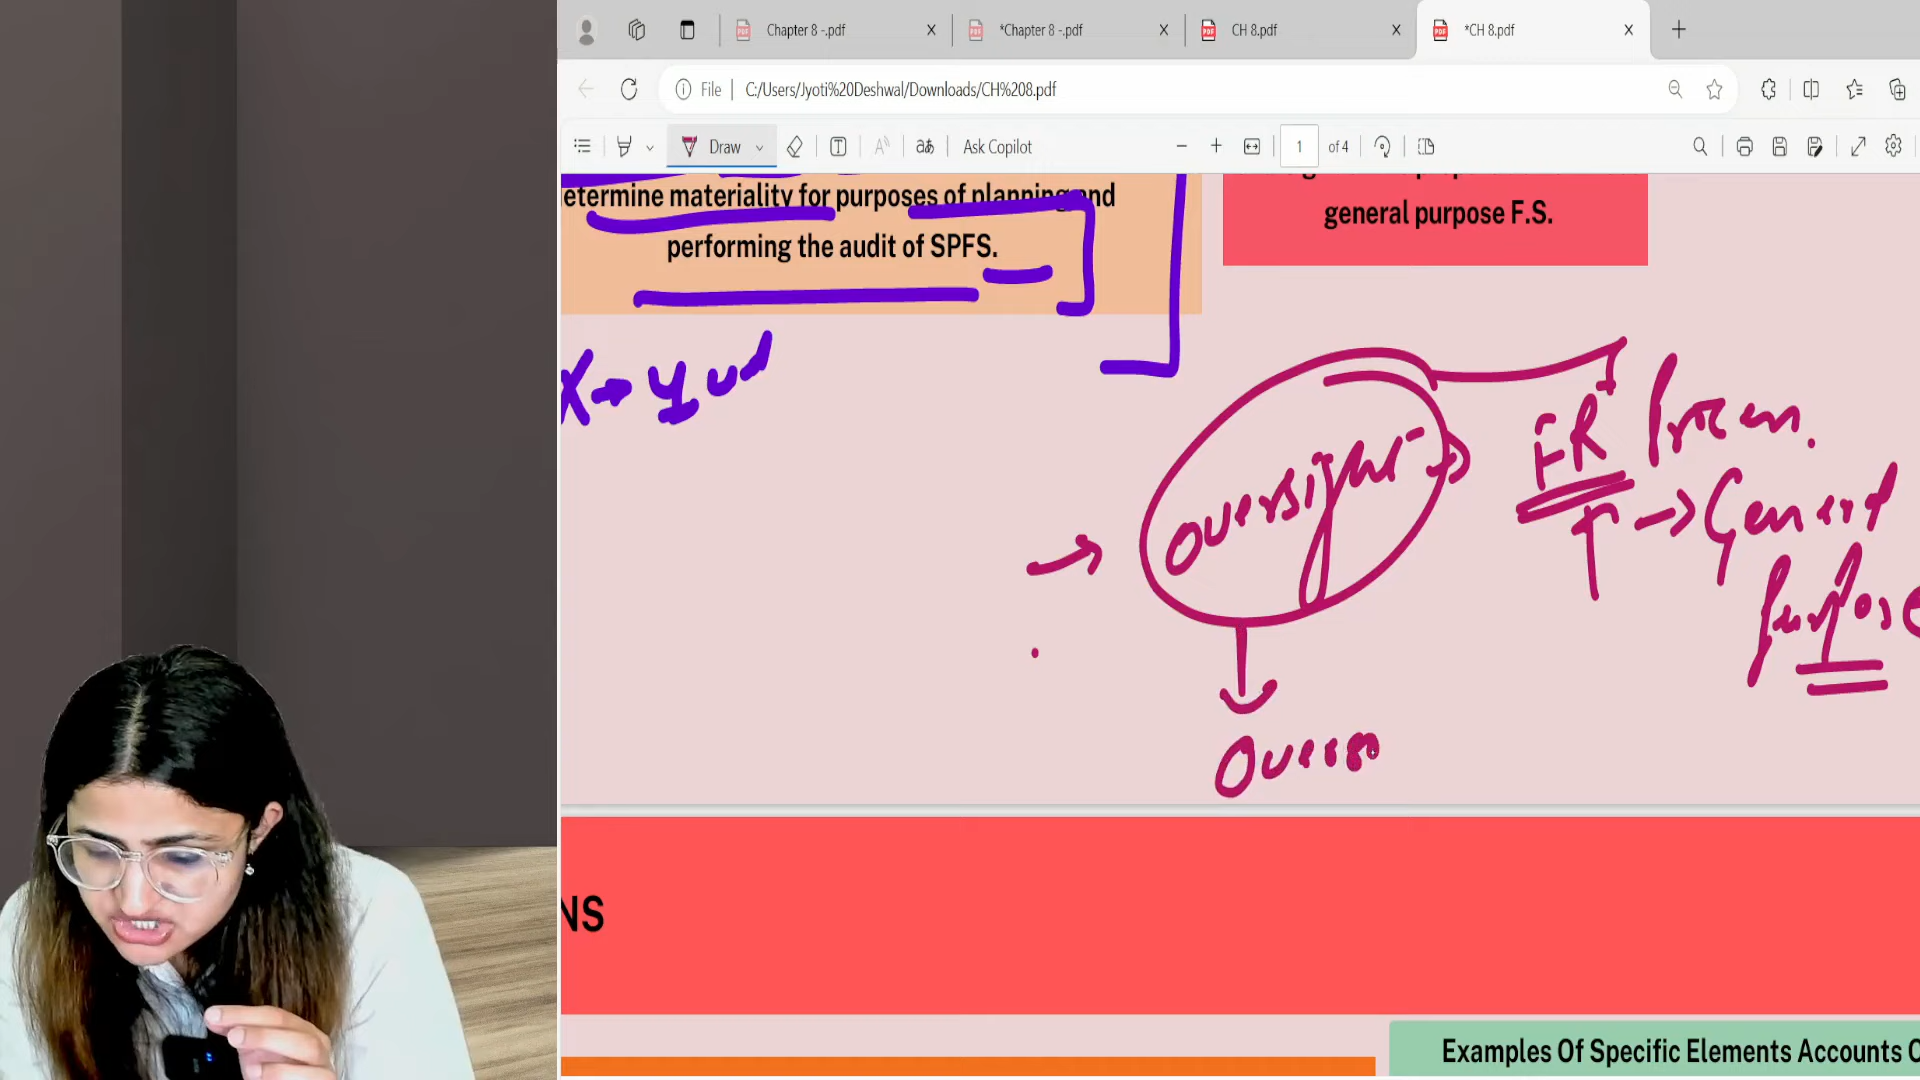 Chapter 8 -.pdf
*Chapter 8 -.pdf
CH 8.pdf
*CH 8.pdf
File
C:/Users/Jyoti%20Deshwal/Downloads/CH%208.pdf
Draw
Ask Copilot
1 of 4
etermine materiality for purposes of planning and
performing the audit of SPFS.
general purpose F.S.
oversight
FR
General
purpose
NS
Examples Of Specific Elements Accounts